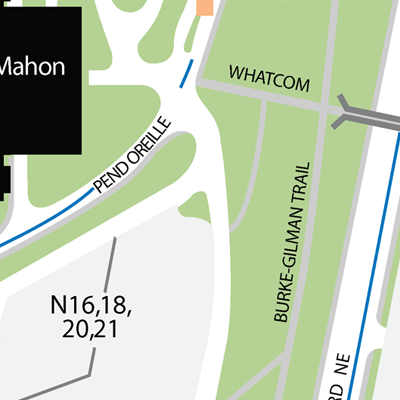 Mahon
WHATCOM
PEND OREILLE
BURKE-GILMAN TRAIL
N16,18,
20,21
RD NE